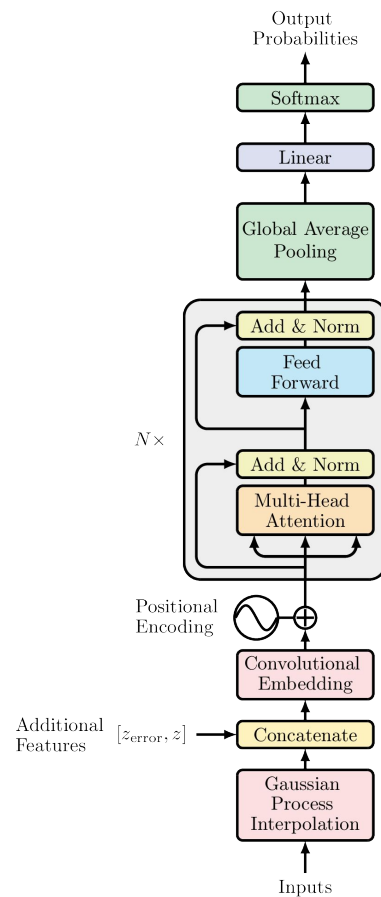 Output
Probabilities
Softmax
Linear
Global Average
Pooling
Add & Norm
Feed
Forward
N×
Add & Norm
Multi-Head
Attention
Positional
Encoding
Convolutional
Embedding
Additional
Features
[z_error, z]
Concatenate
Gaussian
Process
Interpolation
Inputs